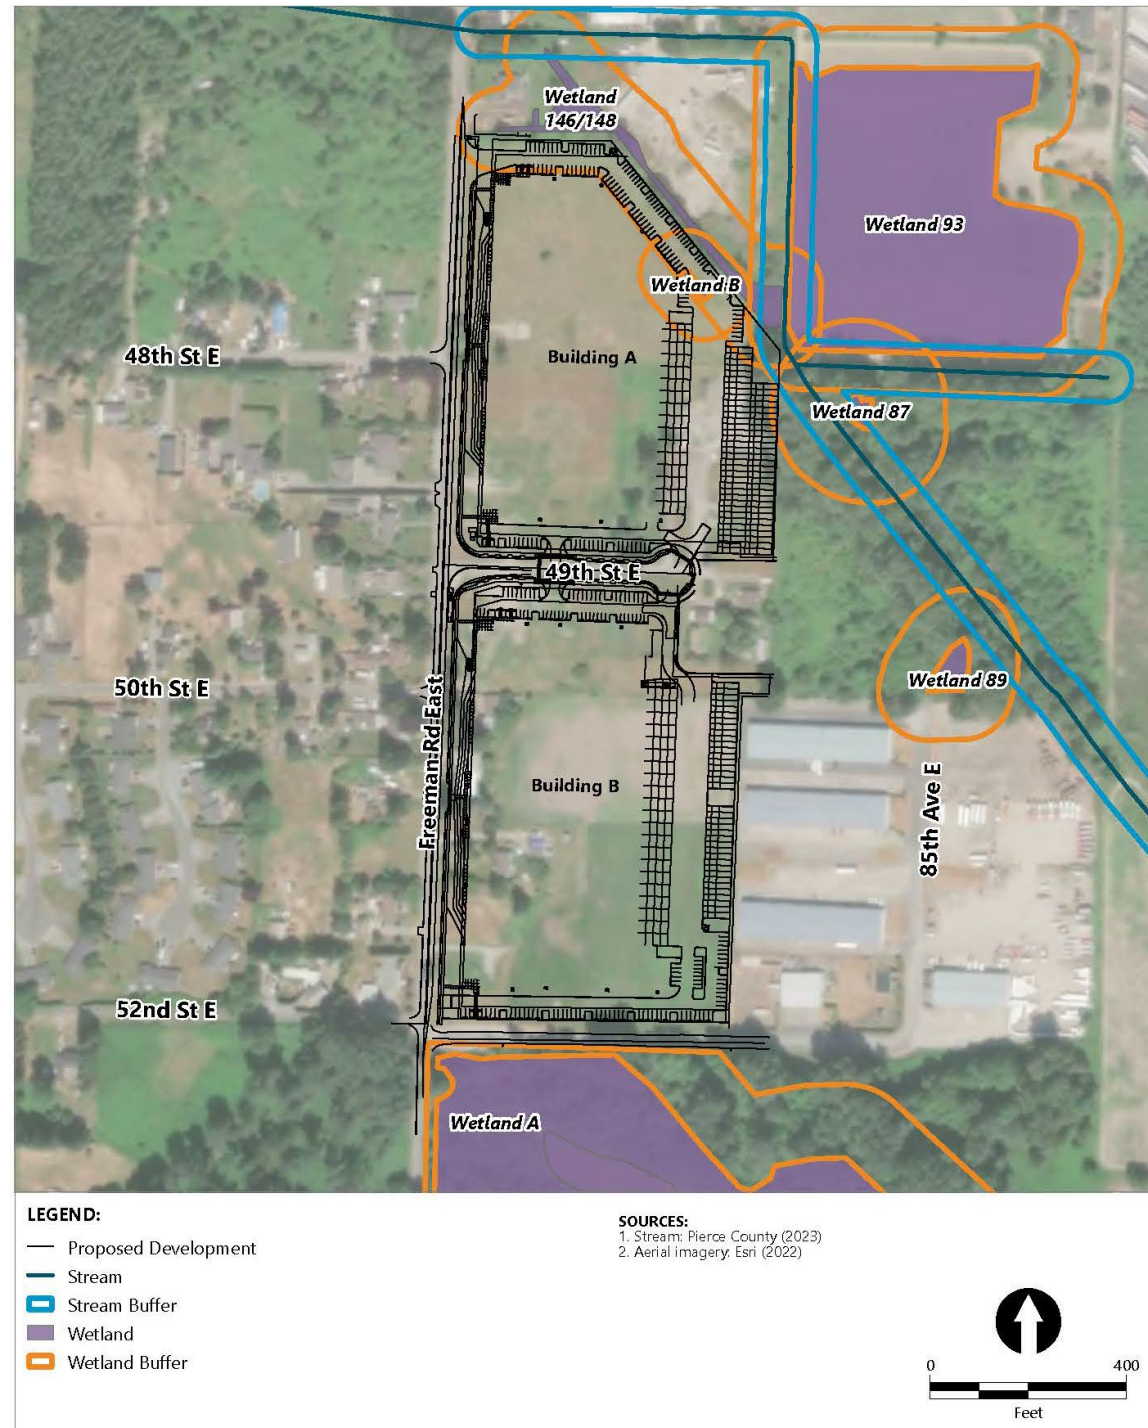 Wetland
146/148
Wetland 93
Wetland B
48th St E
Building A
Wetland 87
49th St E
50th St E
Wetland 89
Freeman Rd East
Building B
85th Ave E
52nd St E
Wetland A
LEGEND:
Proposed Development
Stream
Stream Buffer
Wetland
Wetland Buffer
SOURCES:
1. Stream: Pierce County (2023)
2. Aerial imagery: Esri (2022)
0 400
Feet